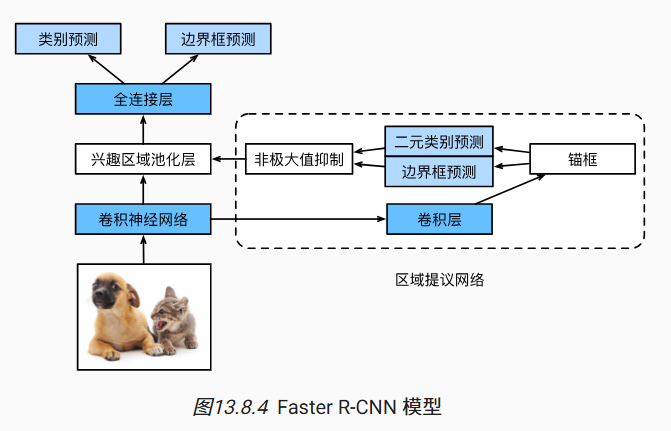 类别预测
边界框预测
全连接层
兴趣区域池化层
非极大值抑制
二元类别预测
边界框预测
锚框
卷积神经网络
卷积层
区域提议网络
图13.8.4 Faster R-CNN 模型